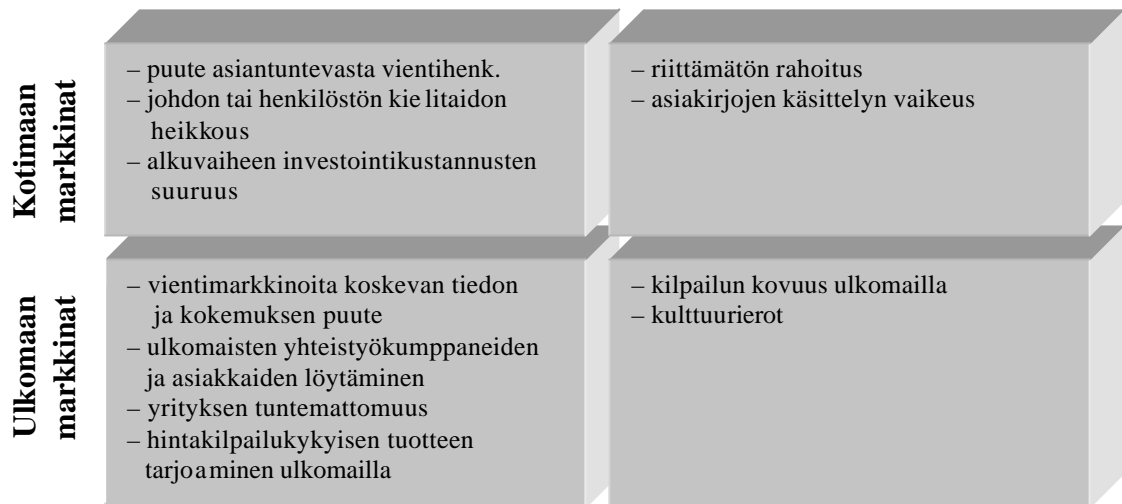 Kotimaan
markkinat
– puute asiantuntevasta vientihenk.
– johdon tai henkilöstön kielitaidon
heikkous
– alkuvaiheen investointikustannusten
suuruus
– riittämätön rahoitus
– asiakirjojen käsittelyn vaikeus
Ulkomaan
markkinat
– vientimarkkinoita koskevan tiedon
ja kokemuksen puute
– ulkomaisten yhteistyökumppaneiden
ja asiakkaiden löytäminen
– yrityksen tuntemattomuus
– hintakilpailukykyisen tuotteen
tarjoaminen ulkomailla
– kilpailun kovuus ulkomailla
– kulttuurierot